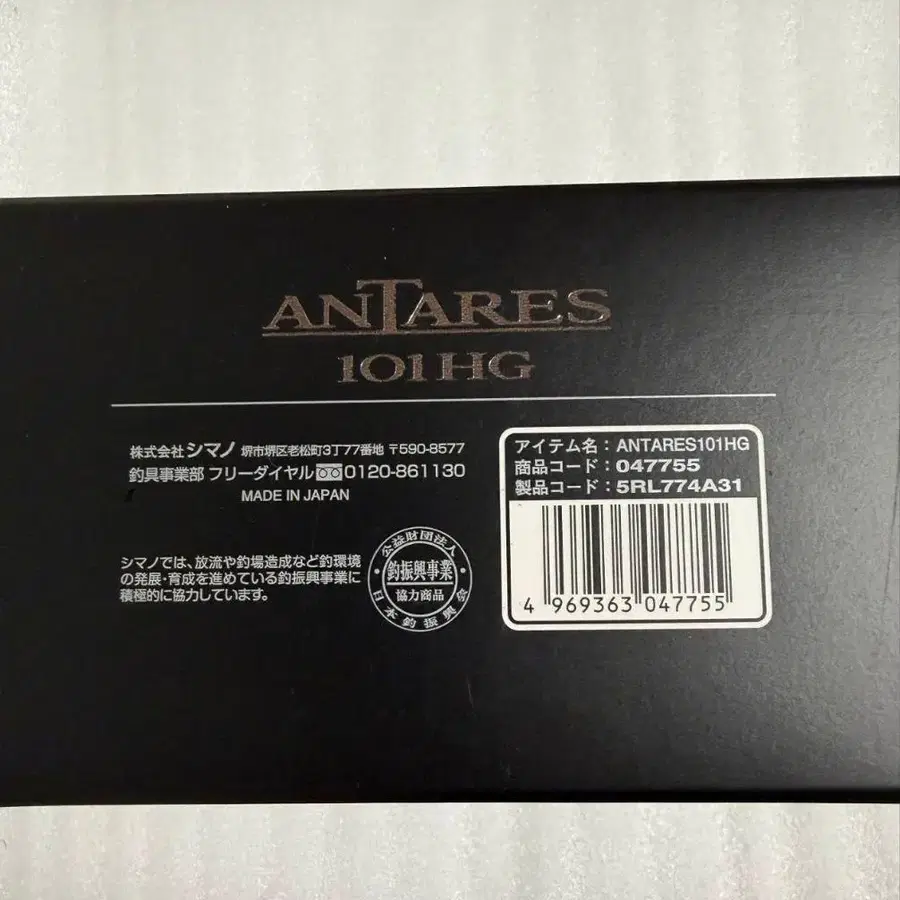 ANTARES
101HG
株式会社シマノ 堺市堺区老松町3丁77番地 〒590-8577
釣具事業部 フリーダイヤル 0120-861130
MADE IN JAPAN
シマノでは、放流や釣場造成など釣環境
の発展・育成を進めている釣振興事業に
積極的に協力しています。
公益財団法人
釣振興事業
協力商品
日本釣振興会
アイテム名：ANTARES101HG
商品コード：047755
製品コード：5RL774A31
4 969363 047755